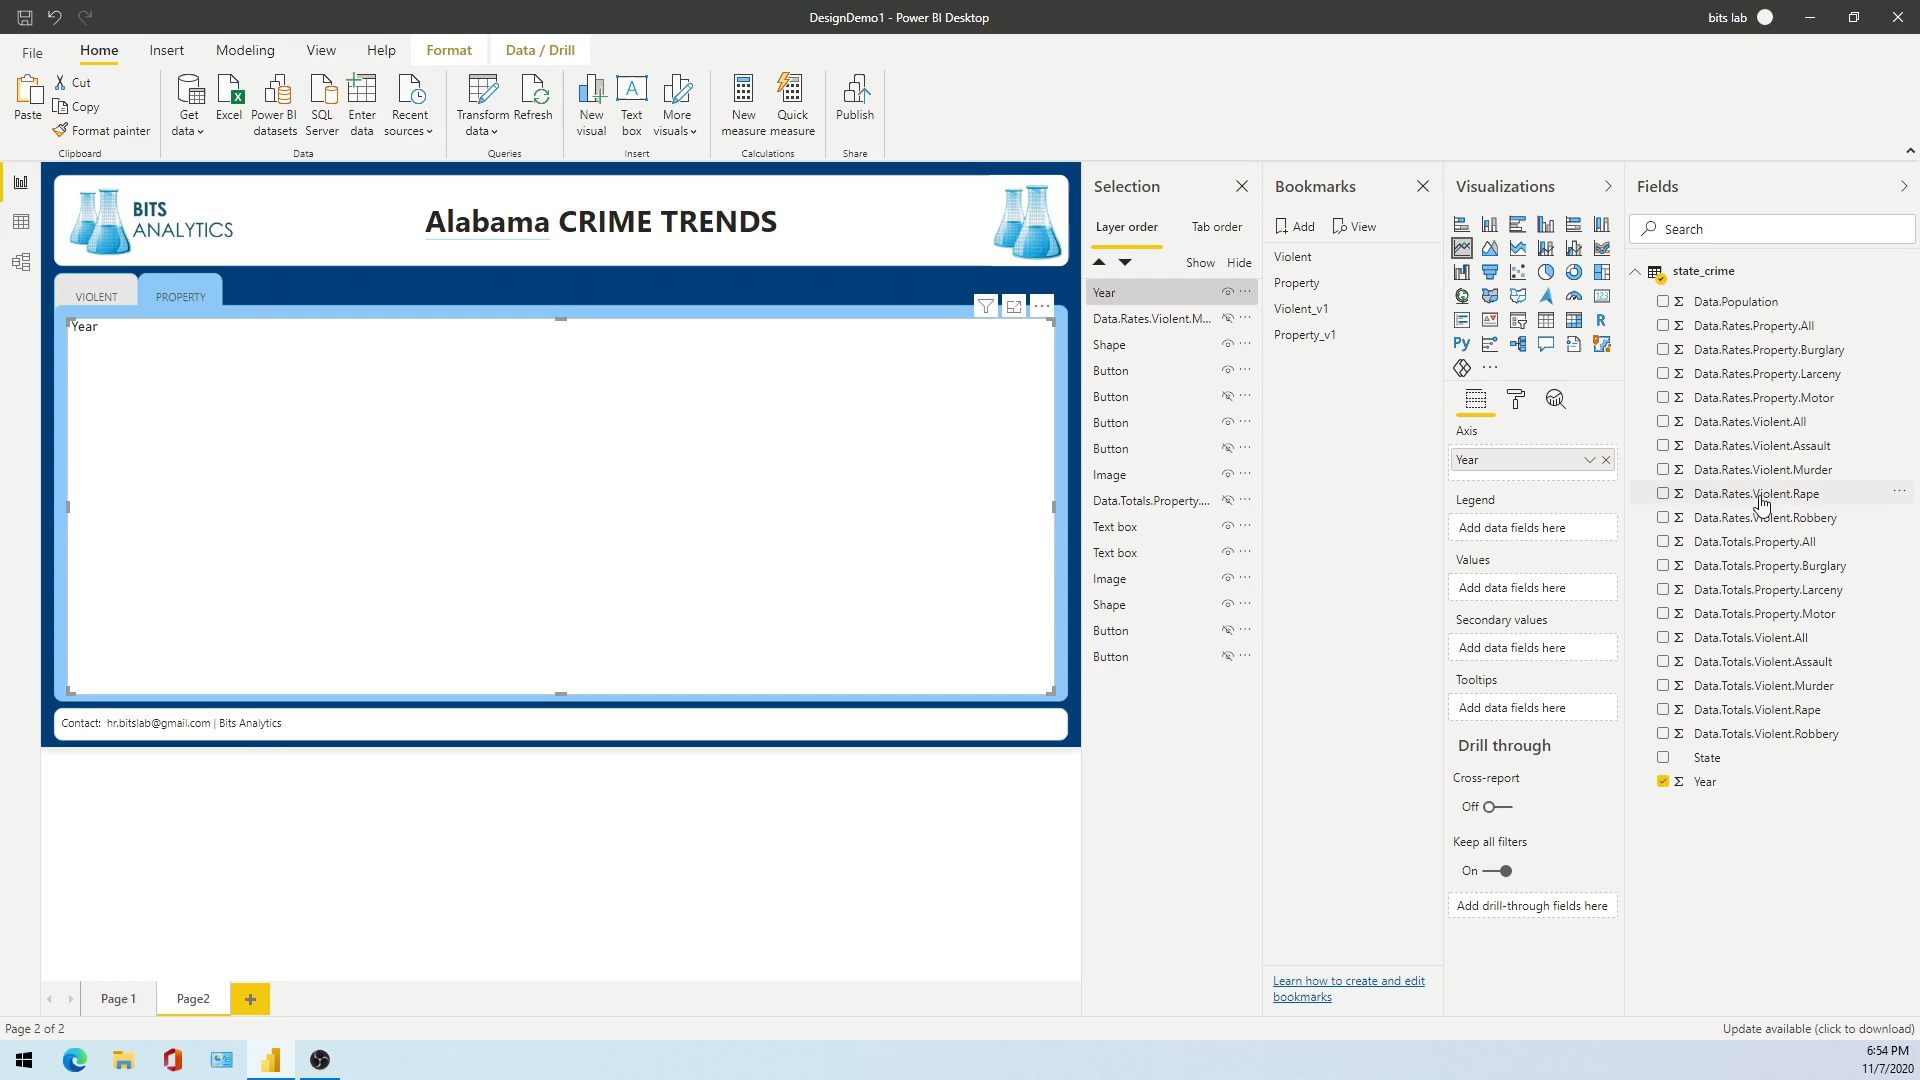 DesignDemo1 - Power BI Desktop
bits lab
File
Home
Insert
Modeling
View
Help
Format
Data / Drill
Paste
Cut
Copy
Format painter
Clipboard
Get data
Excel
Power BI datasets
SQL Server
Enter data
Recent sources
Data
Transform data
Refresh
Queries
New visual
Text box
More visuals
Insert
New measure
Quick measure
Calculations
Publish
Share
BITS
ANALYTICS
Alabama CRIME TRENDS
VIOLENT
PROPERTY
Year
Contact: hr.bitslab@gmail.com | Bits Analytics
Selection
Layer order
Tab order
Show
Hide
Year
Data.Rates.Violent.M...
Shape
Button
Button
Button
Button
Image
Data.Totals.Property....
Text box
Text box
Image
Shape
Button
Button
Bookmarks
Add
View
Violent
Property
Violent_v1
Property_v1
Learn how to create and edit
bookmarks
Visualizations
Axis
Year
Legend
Add data fields here
Values
Add data fields here
Secondary values
Add data fields here
Tooltips
Add data fields here
Drill through
Cross-report
Off
Keep all filters
On
Add drill-through fields here
Fields
Search
state_crime
Data.Population
Data.Rates.Property.All
Data.Rates.Property.Burglary
Data.Rates.Property.Larceny
Data.Rates.Property.Motor
Data.Rates.Violent.All
Data.Rates.Violent.Assault
Data.Rates.Violent.Murder
Data.Rates.Violent.Rape
Data.Rates.Violent.Robbery
Data.Totals.Property.All
Data.Totals.Property.Burglary
Data.Totals.Property.Larceny
Data.Totals.Property.Motor
Data.Totals.Violent.All
Data.Totals.Violent.Assault
Data.Totals.Violent.Murder
Data.Totals.Violent.Rape
Data.Totals.Violent.Robbery
State
Year
Page 1
Page2
Page 2 of 2
Update available (click to download)
6:54 PM
11/7/2020